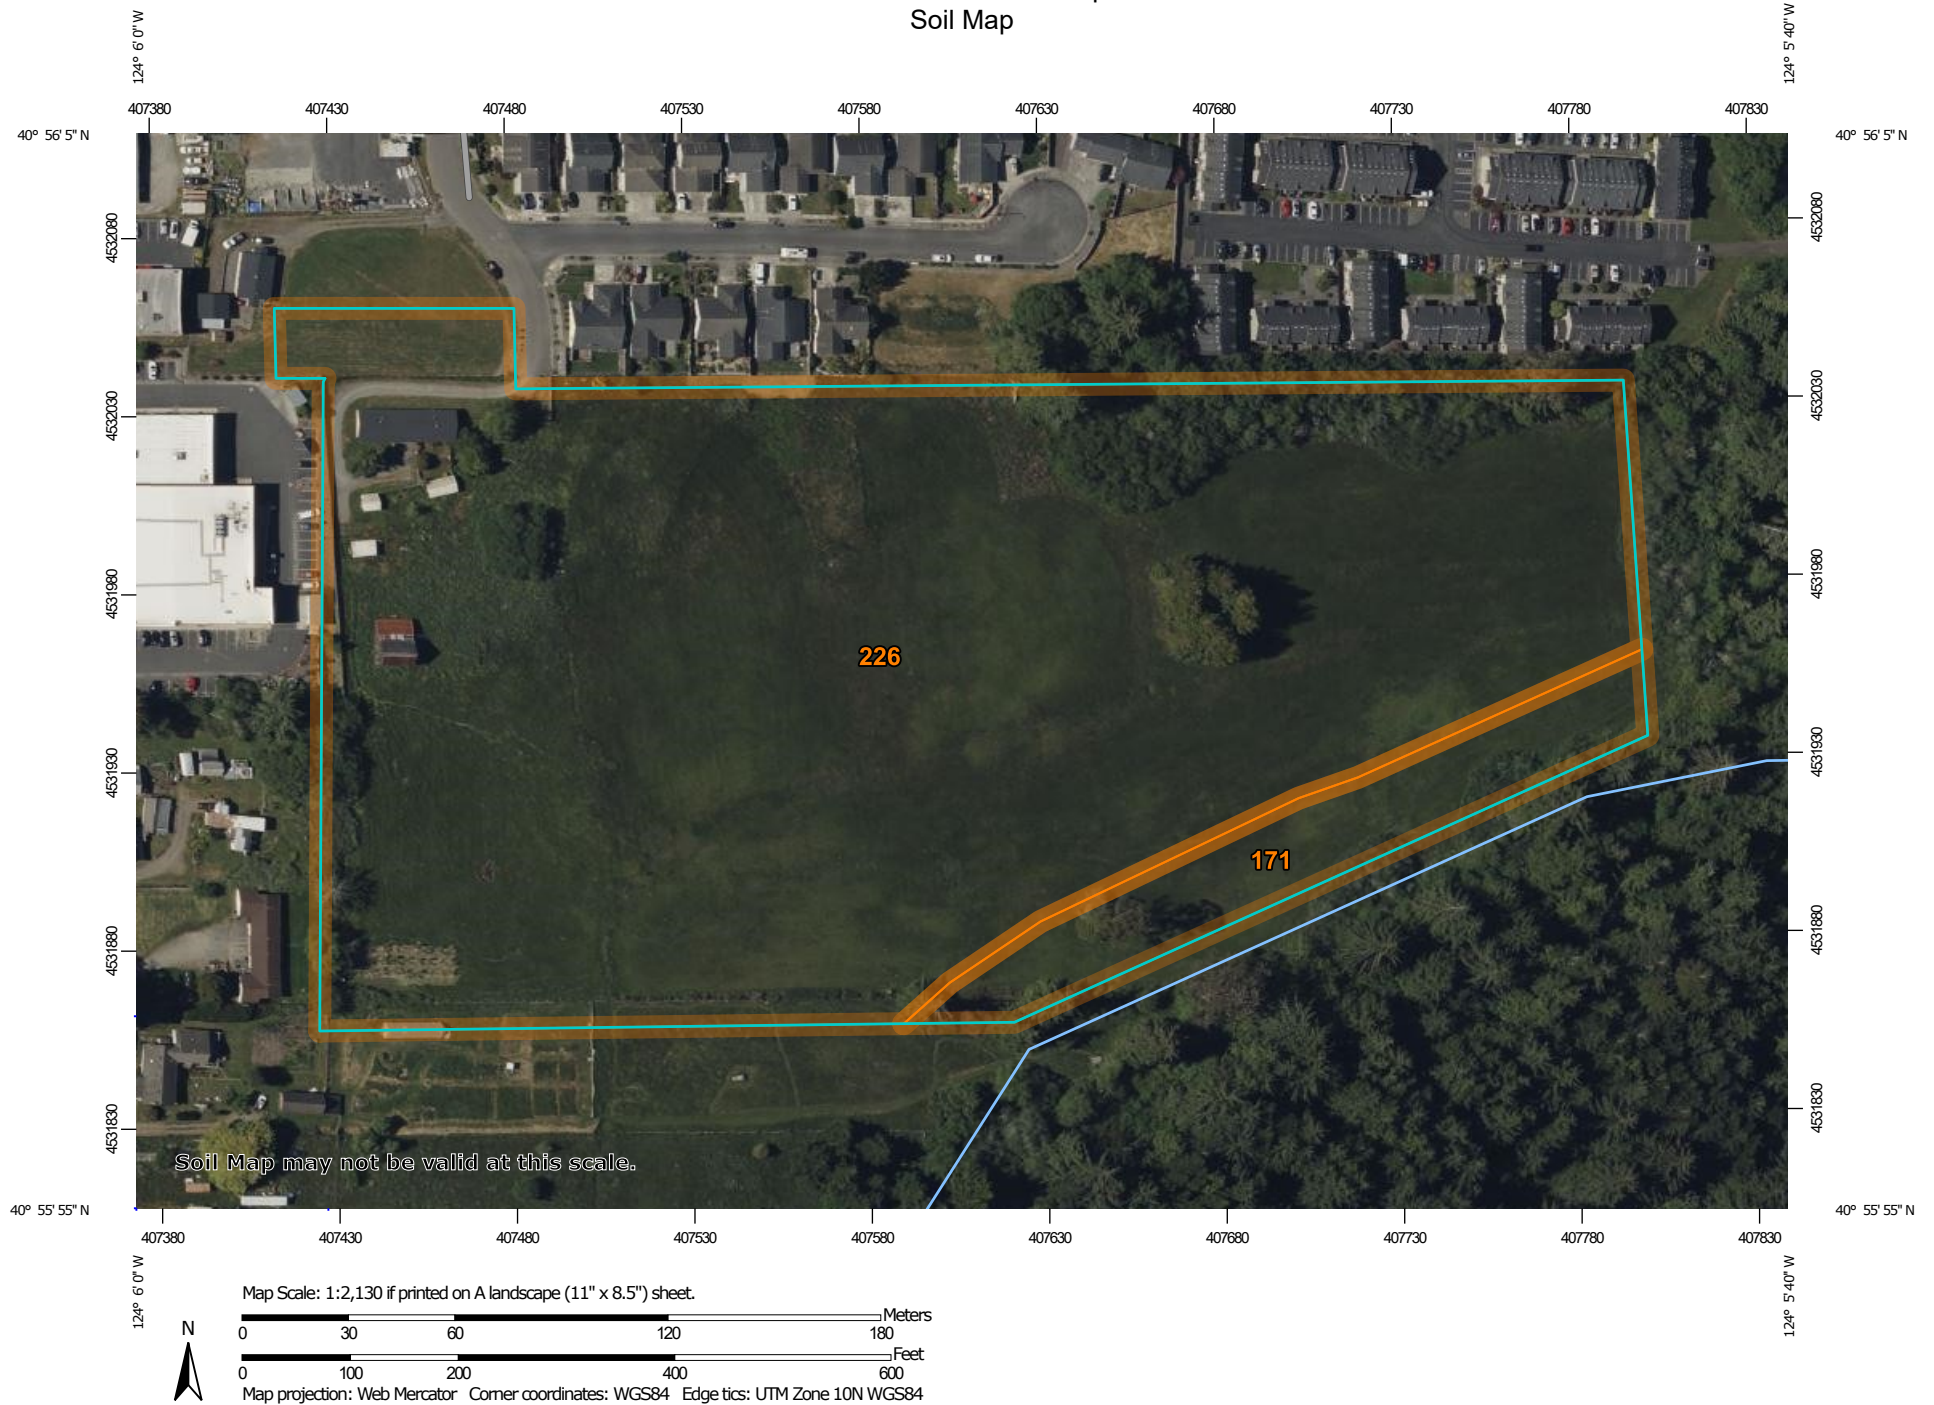 Soil Map
124° 6' 0" W
124° 5' 40" W
407380 407430 407480 407530 407580 407630 407680 407730 407780 407830
40° 56' 5" N
40° 56' 5" N
4532080
4532080
4532030
4532030
4531980
4531980
226
4531930
4531930
171
4531880
4531880
4531830
4531830
Soil Map may not be valid at this scale.
40° 55' 55" N
40° 55' 55" N
407380 407430 407480 407530 407580 407630 407680 407730 407780 407830
124° 6' 0" W
124° 5' 40" W
Map Scale: 1:2,130 if printed on A landscape (11" x 8.5") sheet.
Meters
N
0 30 60 120 180
Feet
0 100 200 400 600
Map projection: Web Mercator Corner coordinates: WGS84 Edge tics: UTM Zone 10N WGS84